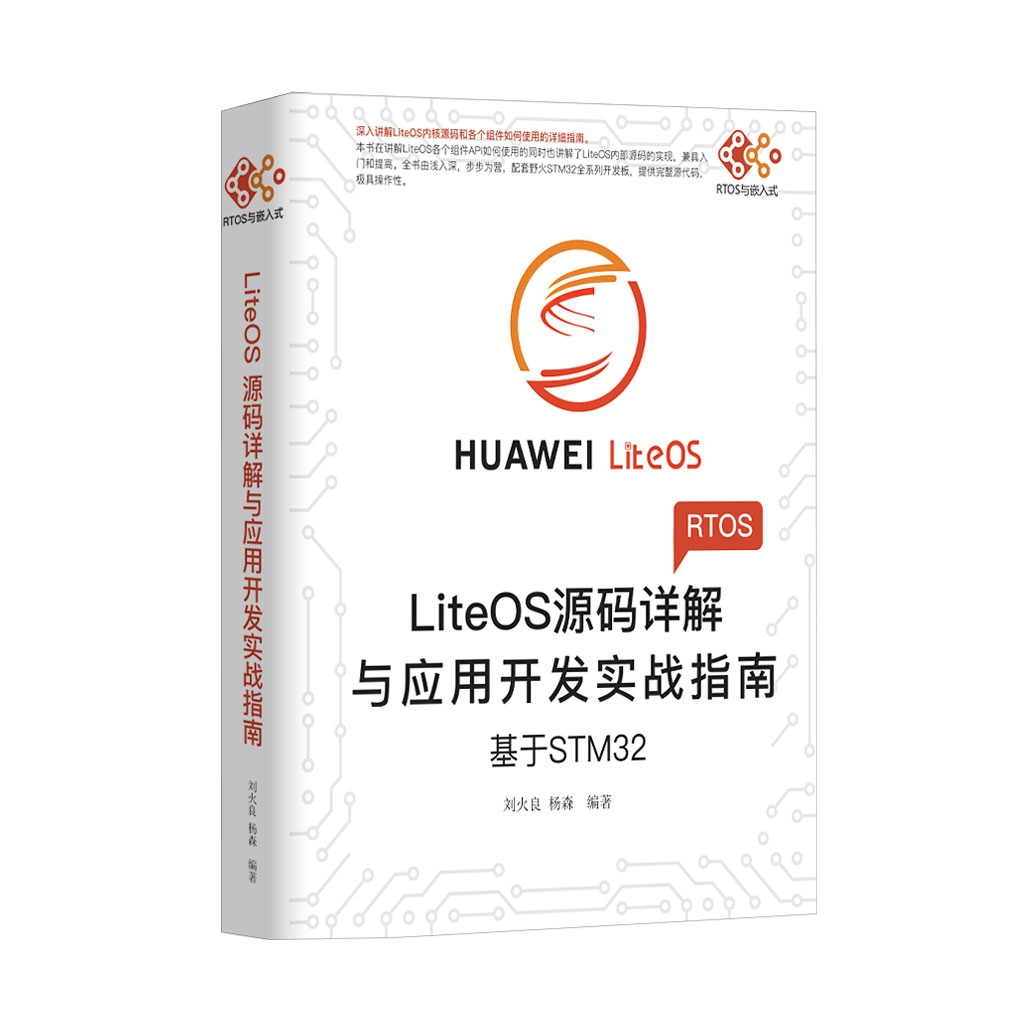 深入讲解LiteOS内核源码和各个组件如何使用的详细指南。
本书在讲解LiteOS各个组件API如何使用的同时也讲解了LiteOS内部源码的实现，兼具入
门和提高。全书由浅入深，步步为营，配套野火STM32全系列开发板，提供完整源代码，
极具操作性。
RTOS与嵌入式
HUAWEI LiteOS
RTOS
LiteOS源码详解
与应用开发实战指南
基于STM32
刘火良 杨森 编著
RTOS与嵌入式
LiteOS 源码详解与应用开发实战指南
刘火良 杨森 编著